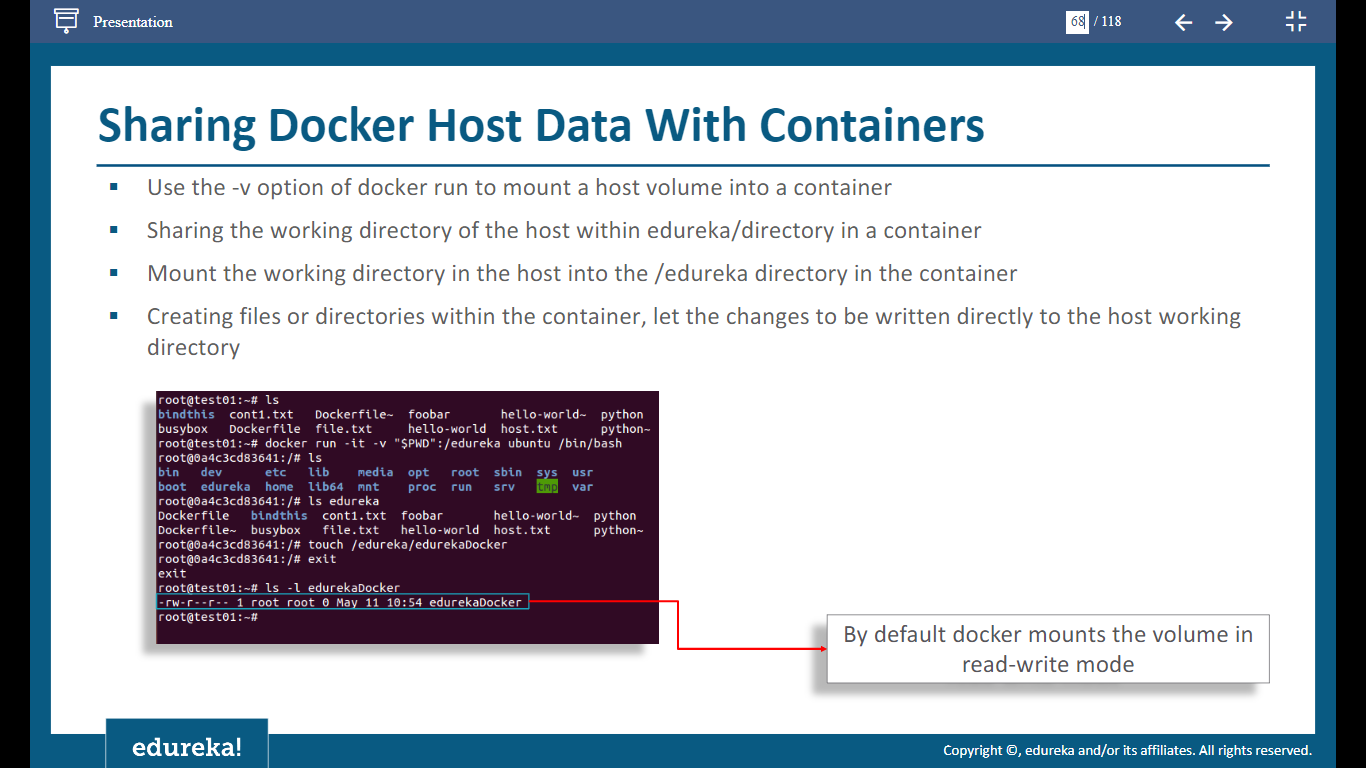 Presentation
68 / 118
Sharing Docker Host Data With Containers
▪ Use the -v option of docker run to mount a host volume into a container
▪ Sharing the working directory of the host within edureka/directory in a container
▪ Mount the working directory in the host into the /edureka directory in the container
▪ Creating files or directories within the container, let the changes to be written directly to the host working
directory
root@test01:~# ls
bindthis cont1.txt Dockerfile~ foobar hello-world~ python
busybox Dockerfile file.txt hello-world host.txt python~
root@test01:~# docker run -it -v "$PWD":/edureka ubuntu /bin/bash
root@0a4c3cd83641:/# ls
bin dev etc lib media opt root sbin sys usr
boot edureka home lib64 mnt proc run srv tmp var
root@0a4c3cd83641:/# ls edureka
Dockerfile bindthis cont1.txt foobar hello-world~ python
Dockerfile~ busybox file.txt hello-world host.txt python~
root@0a4c3cd83641:/# touch /edureka/edurekaDocker
root@0a4c3cd83641:/# exit
exit
root@test01:~# ls -l edurekaDocker
-rw-r--r-- 1 root root 0 May 11 10:54 edurekaDocker
root@test01:~#
By default docker mounts the volume in
read-write mode
edureka!
Copyright ©, edureka and/or its affiliates. All rights reserved.